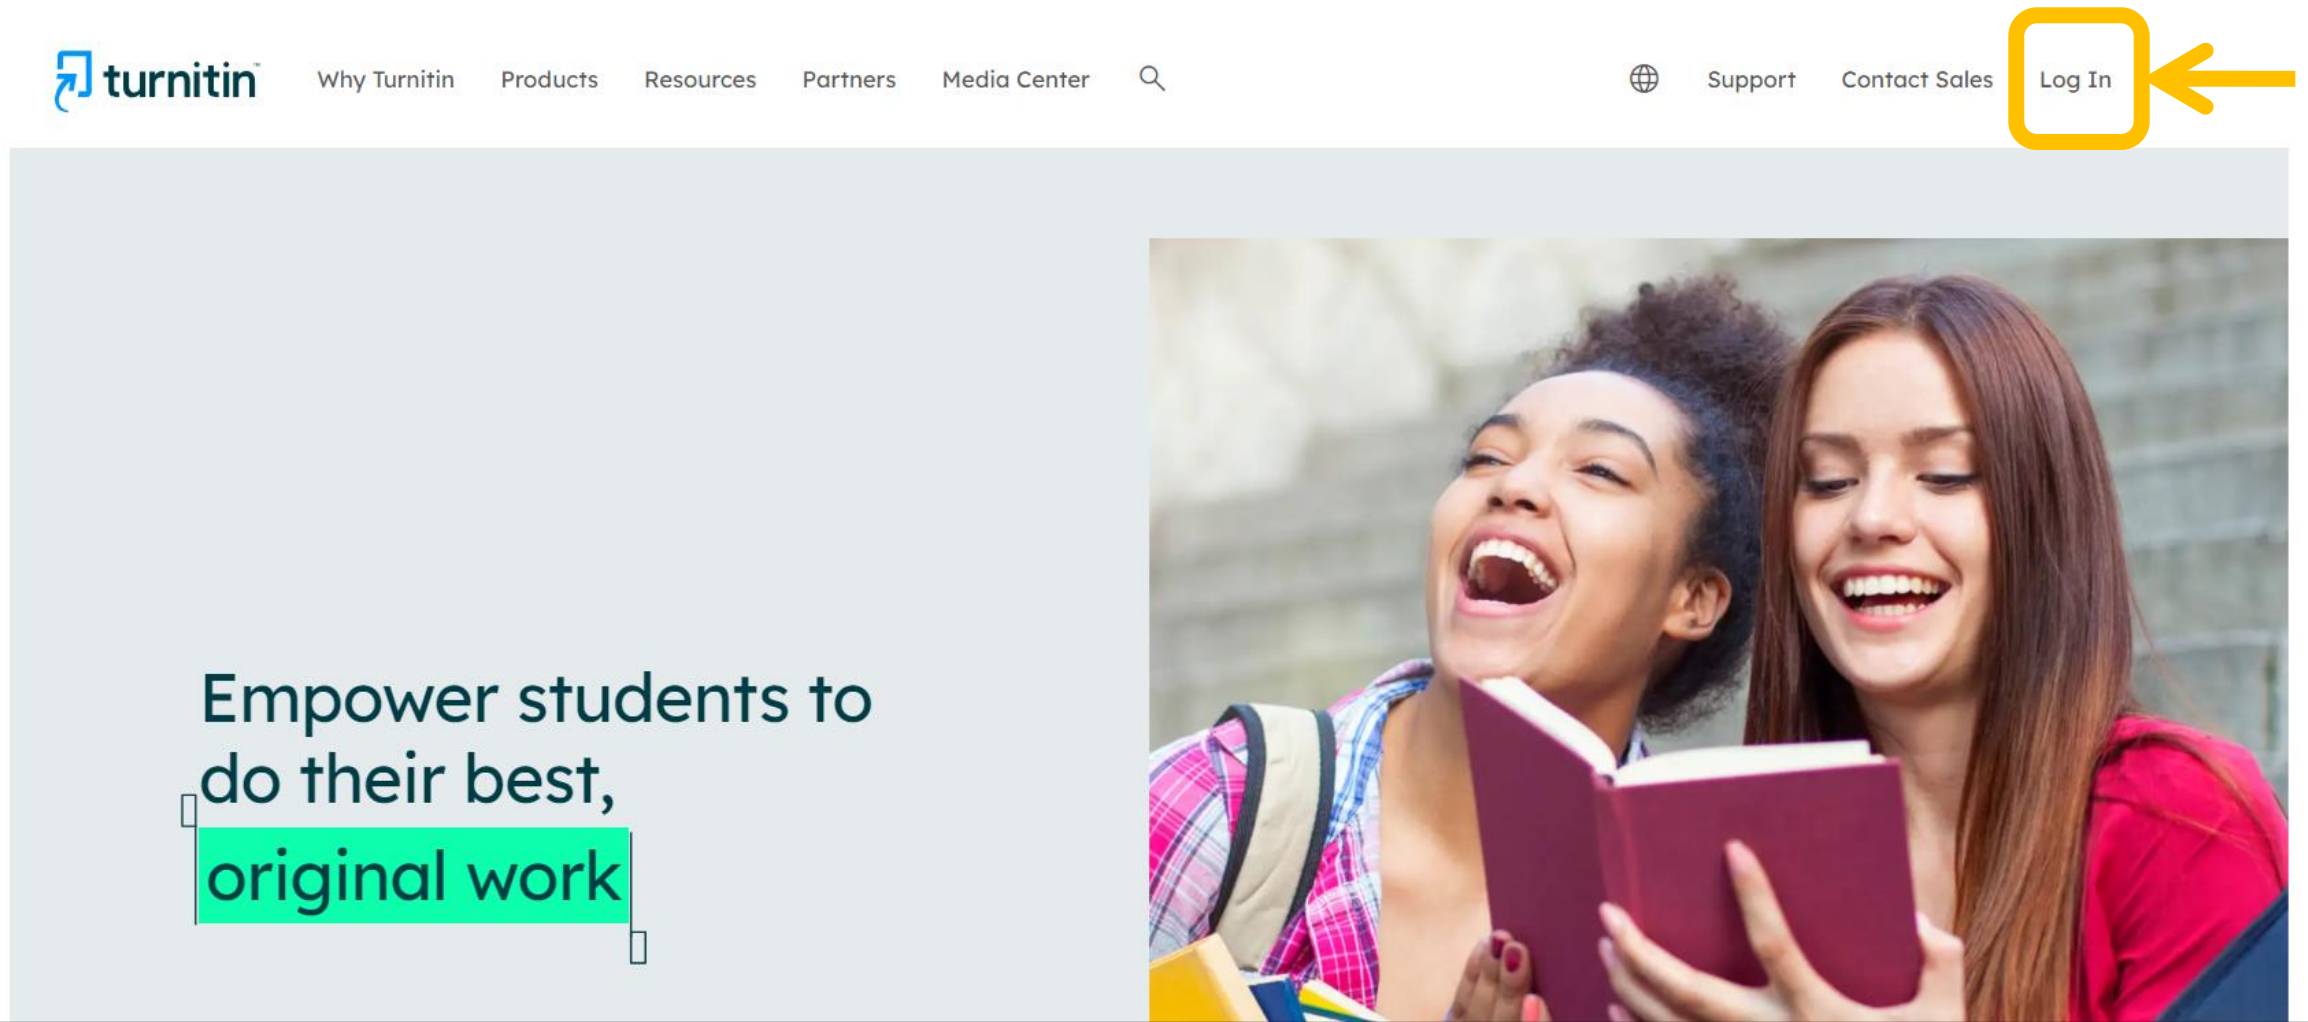 turnitin™
Why Turnitin Products Resources Partners Media Center
Support Contact Sales Log In
Empower students to
do their best,
original work